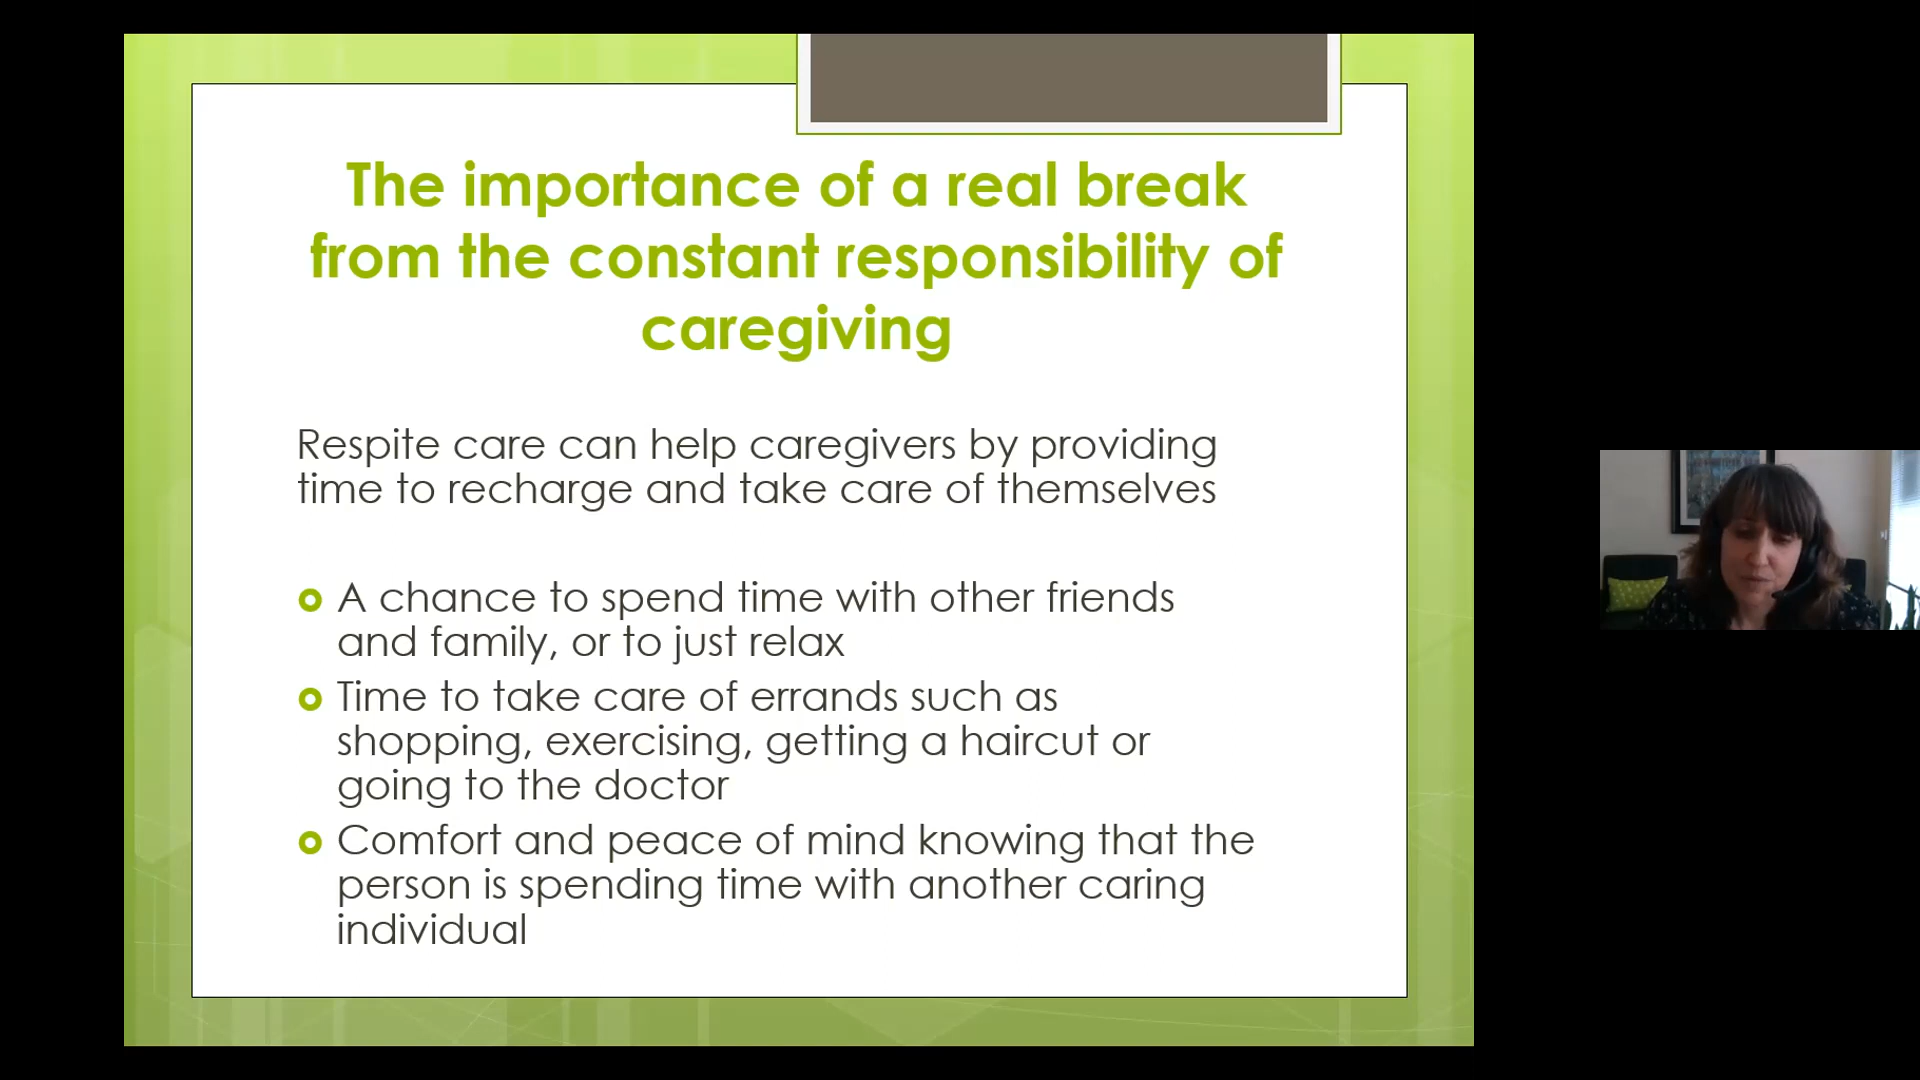 The importance of a real break
from the constant responsibility of
caregiving
Respite care can help caregivers by providing
time to recharge and take care of themselves
A chance to spend time with other friends
and family, or to just relax
Time to take care of errands such as
shopping, exercising, getting a haircut or
going to the doctor
Comfort and peace of mind knowing that the
person is spending time with another caring
individual